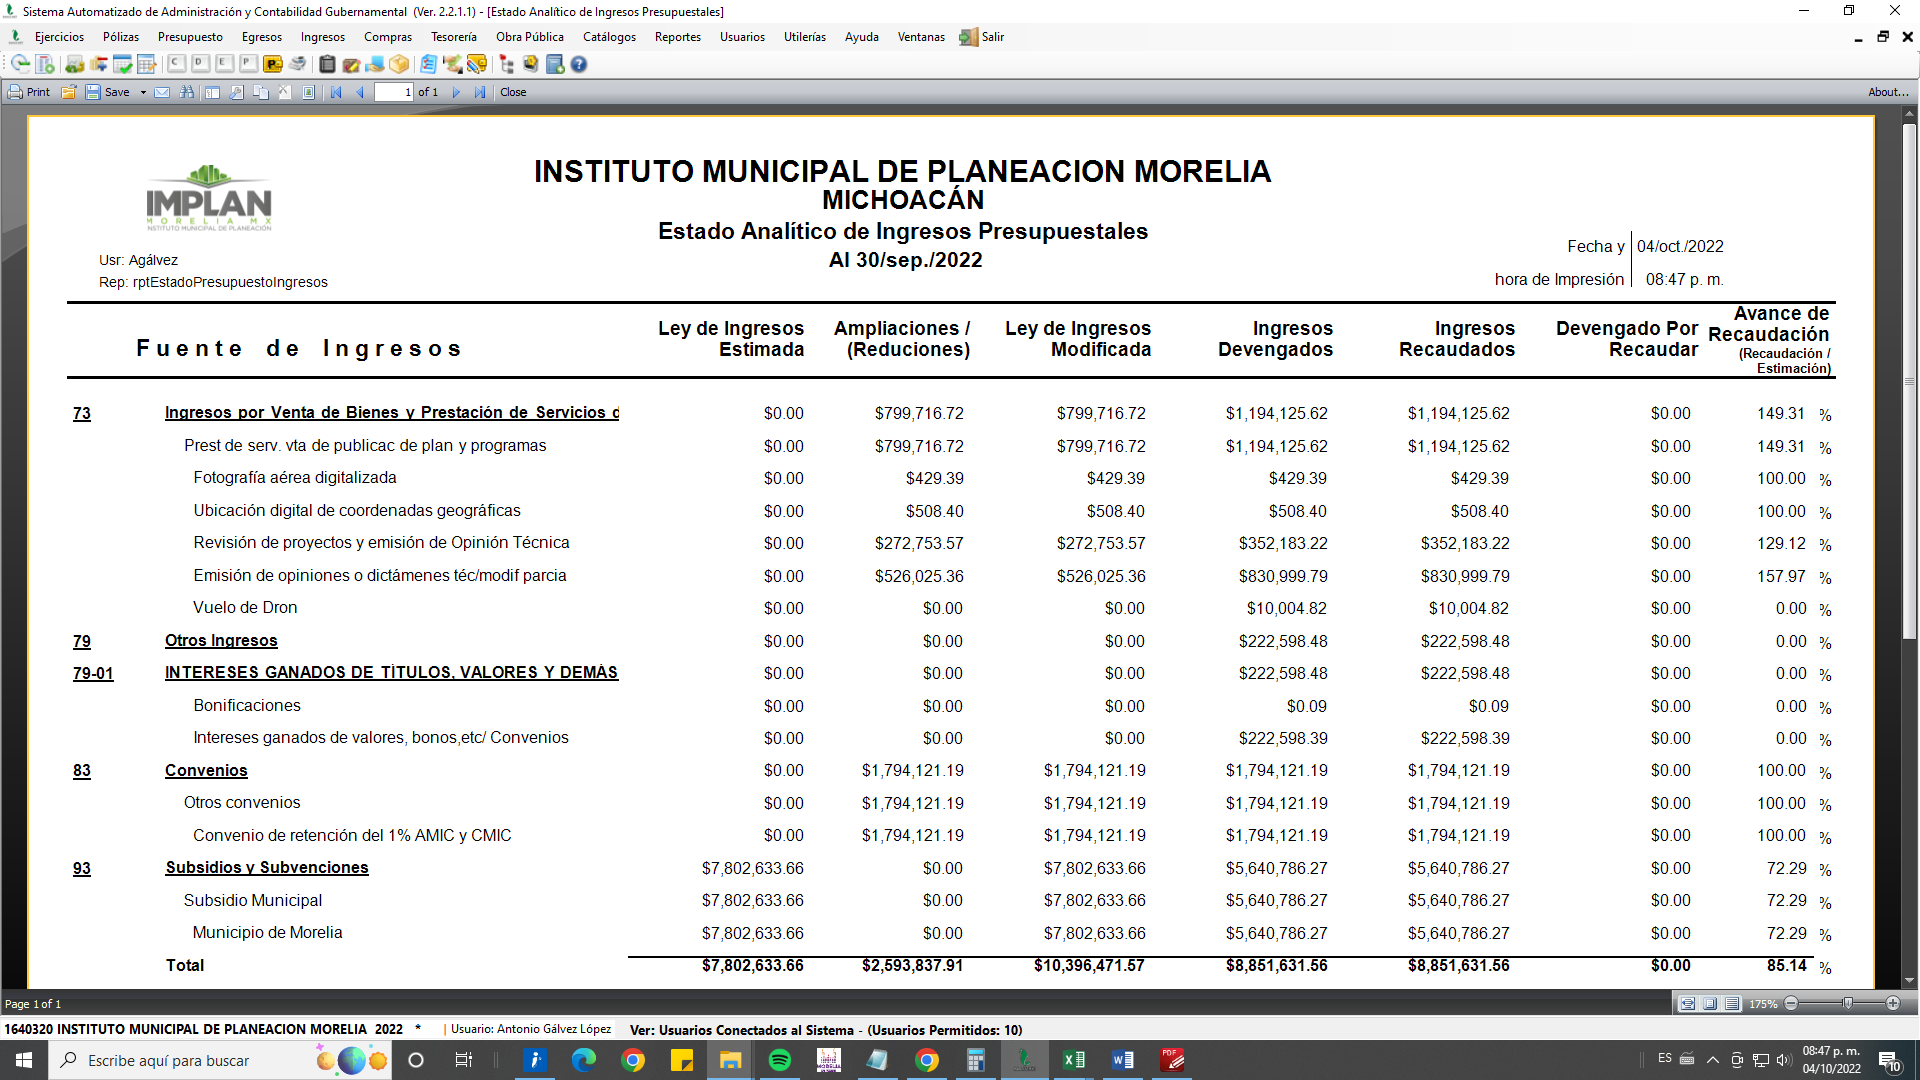 Sistema Automatizado de Administración y Contabilidad Gubernamental (Ver. 2.2.1.1) - [Estado Analítico de Ingresos Presupuestales]
Ejercicios Pólizas Presupuesto Egresos Ingresos Compras Tesorería Obra Pública Catálogos Reportes Usuarios Utilerías Ayuda Ventanas Salir
C D E P P
Print Save 1 of 1 Close About...
INSTITUTO MUNICIPAL DE PLANEACION MORELIA
MICHOACÁN
IMPLAN
MORELIA MX
INSTITUTO MUNICIPAL DE PLANEACIÓN
Estado Analítico de Ingresos Presupuestales
Al 30/sep./2022
Usr: Agálvez
Rep: rptEstadoPresupuestoIngresos
Fecha y 04/oct./2022
hora de Impresión 08:47 p. m.
Fuente de Ingresos
Ley de Ingresos Estimada
Ampliaciones / (Reduciones)
Ley de Ingresos Modificada
Ingresos Devengados
Ingresos Recaudados
Devengado Por Recaudar
Avance de Recaudación (Recaudación / Estimación)
73 Ingresos por Venta de Bienes y Prestación de Servicios d $0.00 $799,716.72 $799,716.72 $1,194,125.62 $1,194,125.62 $0.00 149.31 %
Prest de serv. vta de publicac de plan y programas $0.00 $799,716.72 $799,716.72 $1,194,125.62 $1,194,125.62 $0.00 149.31 %
Fotografía aérea digitalizada $0.00 $429.39 $429.39 $429.39 $429.39 $0.00 100.00 %
Ubicación digital de coordenadas geográficas $0.00 $508.40 $508.40 $508.40 $508.40 $0.00 100.00 %
Revisión de proyectos y emisión de Opinión Técnica $0.00 $272,753.57 $272,753.57 $352,183.22 $352,183.22 $0.00 129.12 %
Emisión de opiniones o dictámenes téc/modif parcia $0.00 $526,025.36 $526,025.36 $830,999.79 $830,999.79 $0.00 157.97 %
Vuelo de Dron $0.00 $0.00 $0.00 $10,004.82 $10,004.82 $0.00 0.00 %
79 Otros Ingresos $0.00 $0.00 $0.00 $222,598.48 $222,598.48 $0.00 0.00 %
79-01 INTERESES GANADOS DE TÍTULOS, VALORES Y DEMÁS $0.00 $0.00 $0.00 $222,598.48 $222,598.48 $0.00 0.00 %
Bonificaciones $0.00 $0.00 $0.00 $0.09 $0.09 $0.00 0.00 %
Intereses ganados de valores, bonos,etc/ Convenios $0.00 $0.00 $0.00 $222,598.39 $222,598.39 $0.00 0.00 %
83 Convenios $0.00 $1,794,121.19 $1,794,121.19 $1,794,121.19 $1,794,121.19 $0.00 100.00 %
Otros convenios $0.00 $1,794,121.19 $1,794,121.19 $1,794,121.19 $1,794,121.19 $0.00 100.00 %
Convenio de retención del 1% AMIC y CMIC $0.00 $1,794,121.19 $1,794,121.19 $1,794,121.19 $1,794,121.19 $0.00 100.00 %
93 Subsidios y Subvenciones $7,802,633.66 $0.00 $7,802,633.66 $5,640,786.27 $5,640,786.27 $0.00 72.29 %
Subsidio Municipal $7,802,633.66 $0.00 $7,802,633.66 $5,640,786.27 $5,640,786.27 $0.00 72.29 %
Municipio de Morelia $7,802,633.66 $0.00 $7,802,633.66 $5,640,786.27 $5,640,786.27 $0.00 72.29 %
Total $7,802,633.66 $2,593,837.91 $10,396,471.57 $8,851,631.56 $8,851,631.56 $0.00 85.14 %
Page 1 of 1 175%
1640320 INSTITUTO MUNICIPAL DE PLANEACION MORELIA 2022 * | Usuario: Antonio Gálvez López Ver: Usuarios Conectados al Sistema - (Usuarios Permitidos: 10)
Escribe aquí para buscar
PDF
ES 08:47 p. m.
04/10/2022
10